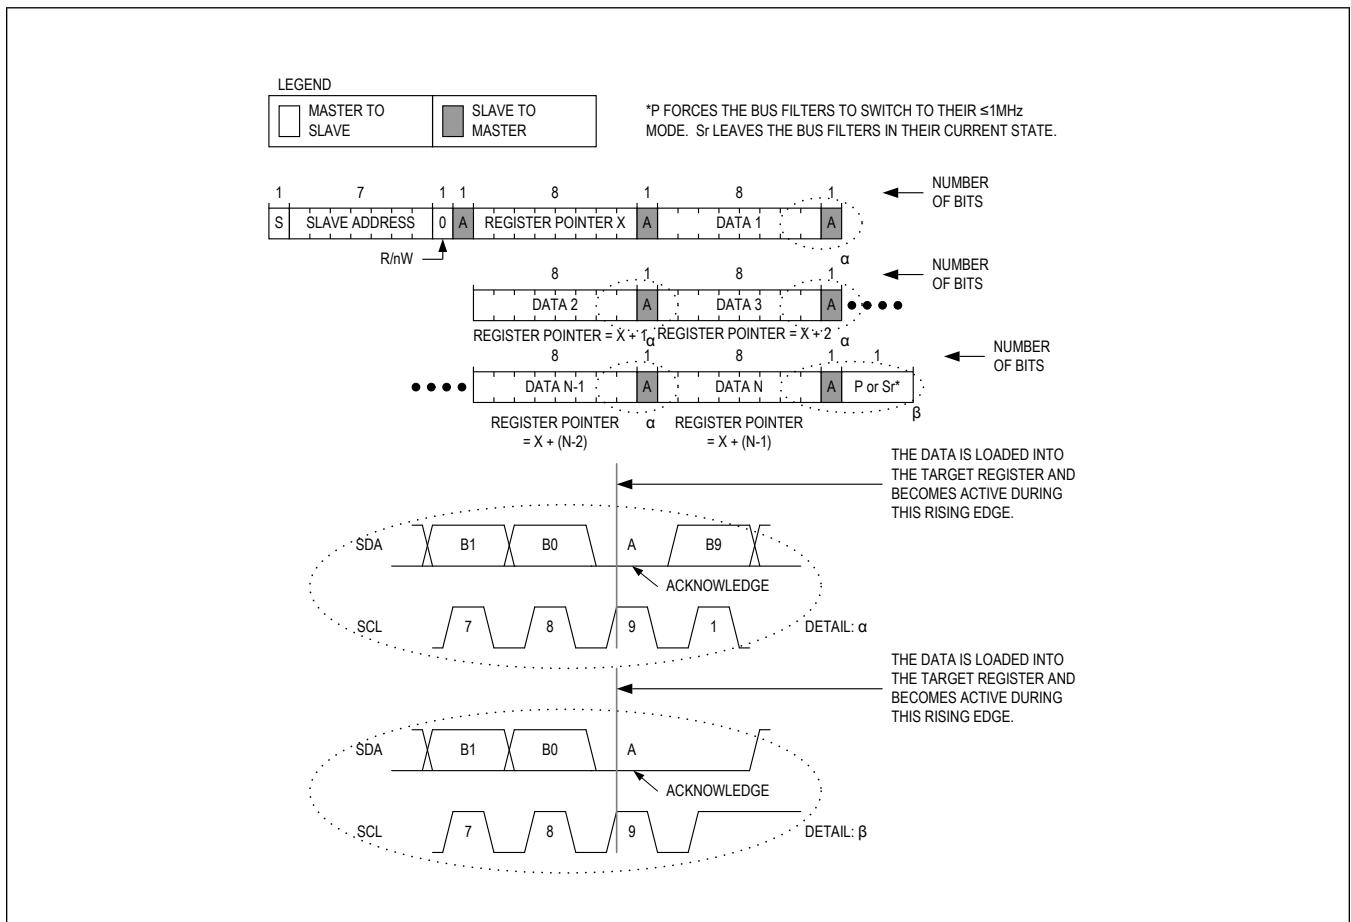 LEGEND
MASTER TO
SLAVE
SLAVE TO
MASTER
*P FORCES THE BUS FILTERS TO SWITCH TO THEIR ≤1MHz
MODE. Sr LEAVES THE BUS FILTERS IN THEIR CURRENT STATE.
1 7 1 1 8 1 8 1
NUMBER
OF BITS
S SLAVE ADDRESS 0 A REGISTER POINTER X A DATA 1 A
α
R/nW
8 1 8 1
NUMBER
OF BITS
DATA 2 A DATA 3 A
REGISTER POINTER = X + 1 α REGISTER POINTER = X + 2 α
8 1 8 1 1
NUMBER
OF BITS
DATA N-1 A DATA N A P or Sr*
β
REGISTER POINTER
= X + (N-2)
α
REGISTER POINTER
= X + (N-1)
THE DATA IS LOADED INTO
THE TARGET REGISTER AND
BECOMES ACTIVE DURING
THIS RISING EDGE.
SDA B1 B0 A B9
ACKNOWLEDGE
SCL 7 8 9 1 DETAIL: α
THE DATA IS LOADED INTO
THE TARGET REGISTER AND
BECOMES ACTIVE DURING
THIS RISING EDGE.
SDA B1 B0 A
ACKNOWLEDGE
SCL 7 8 9 DETAIL: β